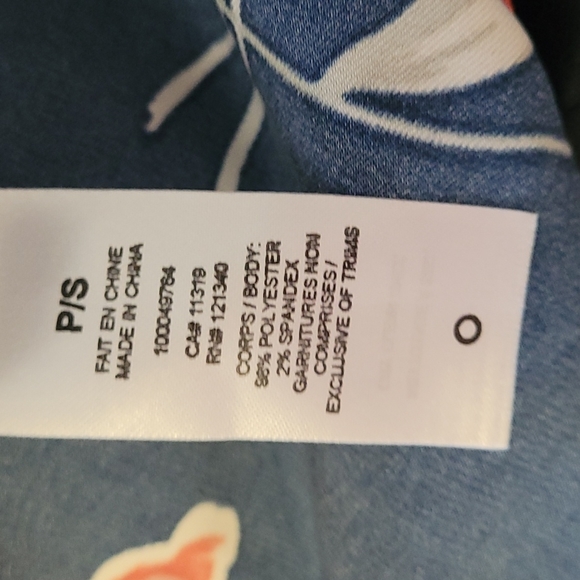 P/S
FAIT EN CHINE
MADE IN CHINA
1000049764
CA# 11319
RN# 121340
CORPS / BODY:
98% POLYESTER
2% SPANDEX
GARNITURES NON
COMPRISES /
EXCLUSIVE OF TRIMS
O